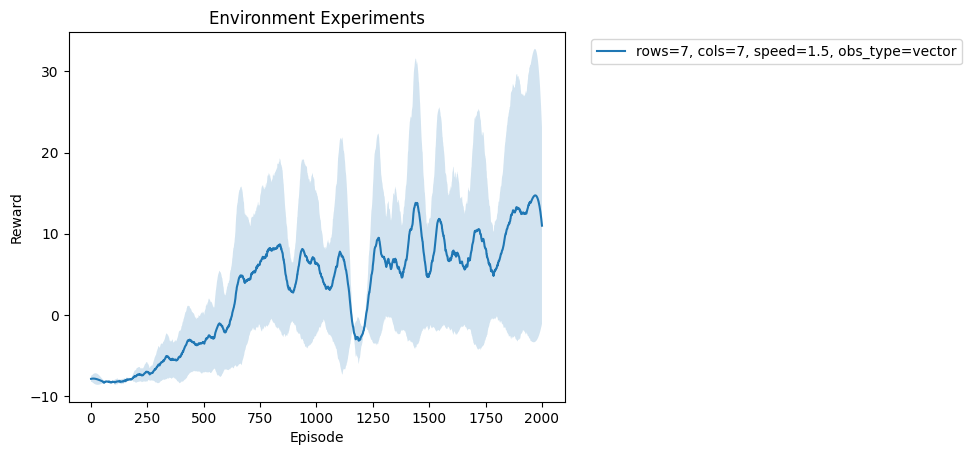 Environment Experiments
rows=7, cols=7, speed=1.5, obs_type=vector
Reward
30
20
10
0
−10
0 250 500 750 1000 1250 1500 1750 2000
Episode